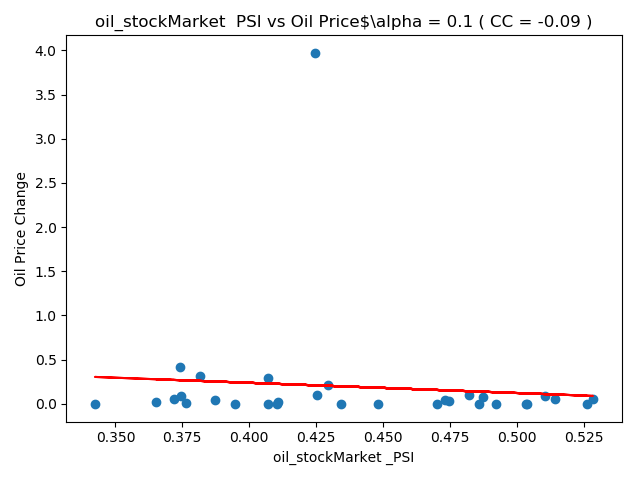 oil_stockMarket  PSI vs Oil Price$\alpha = 0.1 ( CC = -0.09 )
4.0
3.5
3.0
2.5
2.0
1.5
1.0
0.5
0.0
Oil Price Change
0.350 0.375 0.400 0.425 0.450 0.475 0.500 0.525
oil_stockMarket _PSI